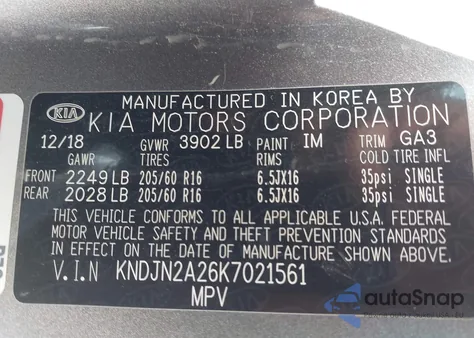 MANUFACTURED IN KOREA BY
KIA KIA MOTORS CORPORATION
12/18 GVWR 3902 LB PAINT IM TRIM GA3
GAWR TIRES RIMS COLD TIRE INFL
FRONT 2249 LB 205/60 R16 6.5JX16 35psi SINGLE
REAR 2028 LB 205/60 R16 6.5JX16 35psi SINGLE
THIS VEHICLE CONFORMS TO ALL APPLICABLE U.S.A. FEDERAL
MOTOR VEHICLE SAFETY AND THEFT PREVENTION STANDARDS
IN EFFECT ON THE DATE OF MANUFACTURE SHOWN ABOVE.
V.I.N KNDJN2A26K7021561
MPV
autoSnap